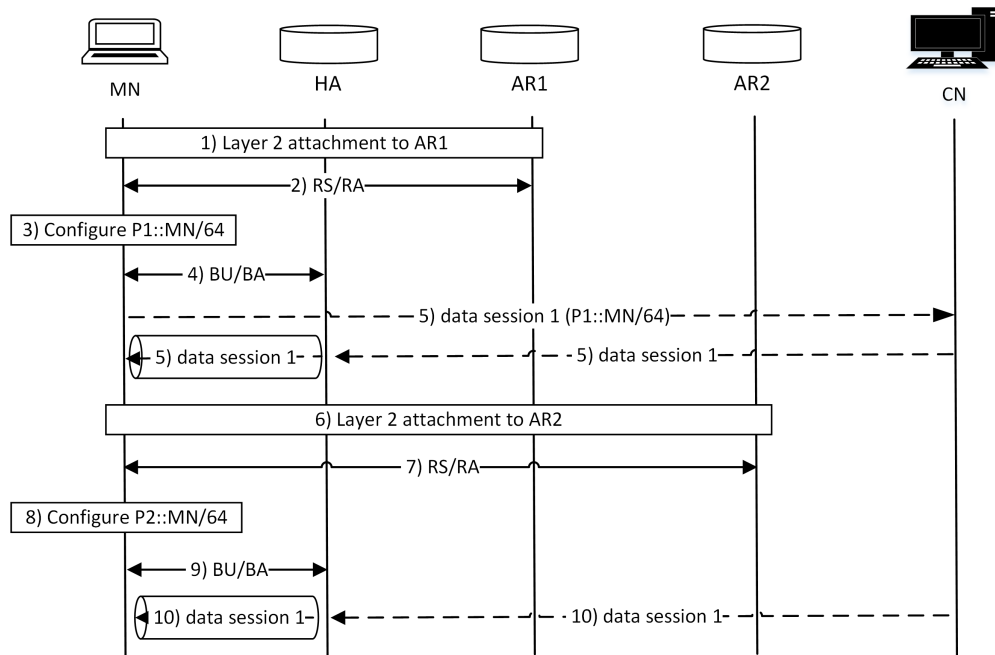 MN
HA
AR1
AR2
CN
1) Layer 2 attachment to AR1
2) RS/RA
3) Configure P1::MN/64
4) BU/BA
5) data session 1 (P1::MN/64)
5) data session 1
5) data session 1
6) Layer 2 attachment to AR2
7) RS/RA
8) Configure P2::MN/64
9) BU/BA
10) data session 1
10) data session 1